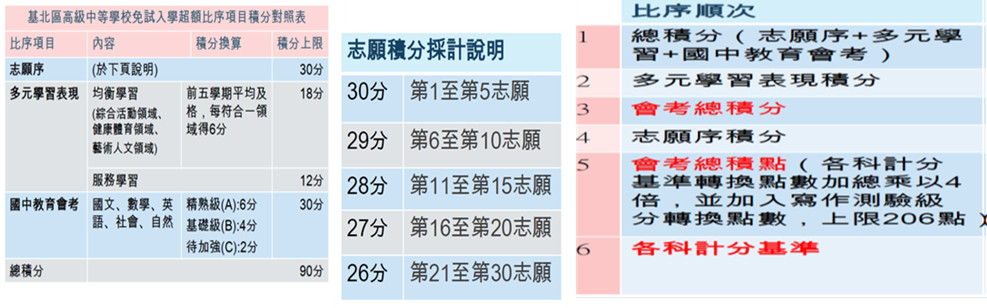 基北區高級中等學校免試入學超額比序項目積分對照表
比序項目 內容 積分換算 積分上限
志願序 (於下頁說明) 30分
多元學習表現 均衡學習 前五學期平均及 18分
(綜合活動領域、 格，每符合一領
健康體育領域、 域得6分
藝術人文領域)
服務學習 12分
國中教育會考 國文、數學、英 精熟級(A):6分 30分
語、社會、自然 基礎級(B):4分
待加強(C):2分
總積分 90分
志願積分採計說明
30分 第1至第5志願
29分 第6至第10志願
28分 第11至第15志願
27分 第16至第20志願
26分 第21至第30志願
比序順次
1 總積分（志願序+多元學
習+國中教育會考）
2 多元學習表現積分
3 會考總積分
4 志願序積分
5 會考總積點（各科計分
基準轉換點數加總乘以4
倍，並加入寫作測驗級
分轉換點數，上限206點）
6 各科計分基準